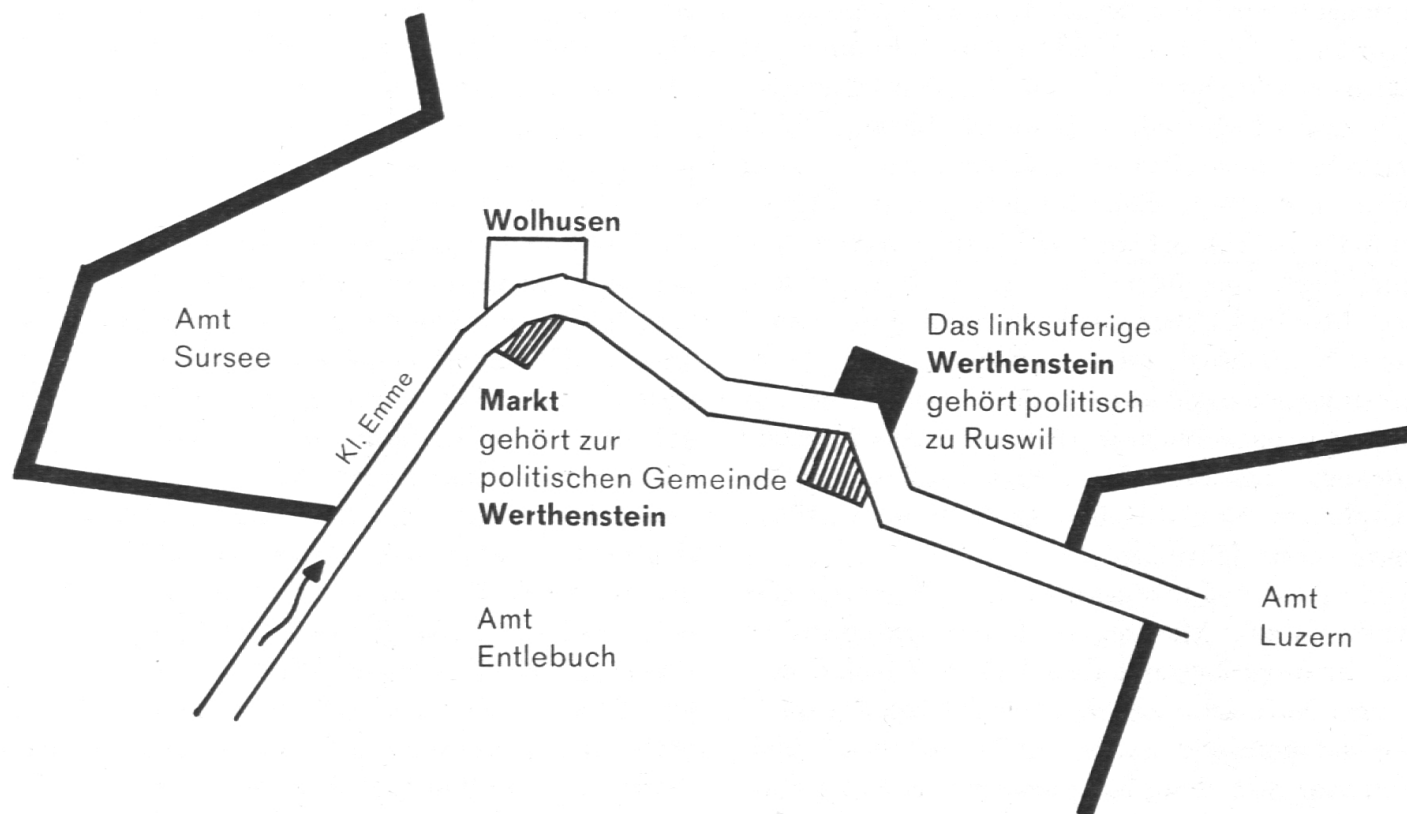 Wolhusen
Amt
Sursee
Kl. Emme
Das linksuferige
Werthenstein
gehört politisch
zu Ruswil
Markt
gehört zur
politischen Gemeinde
Werthenstein
Amt
Entlebuch
Amt
Luzern